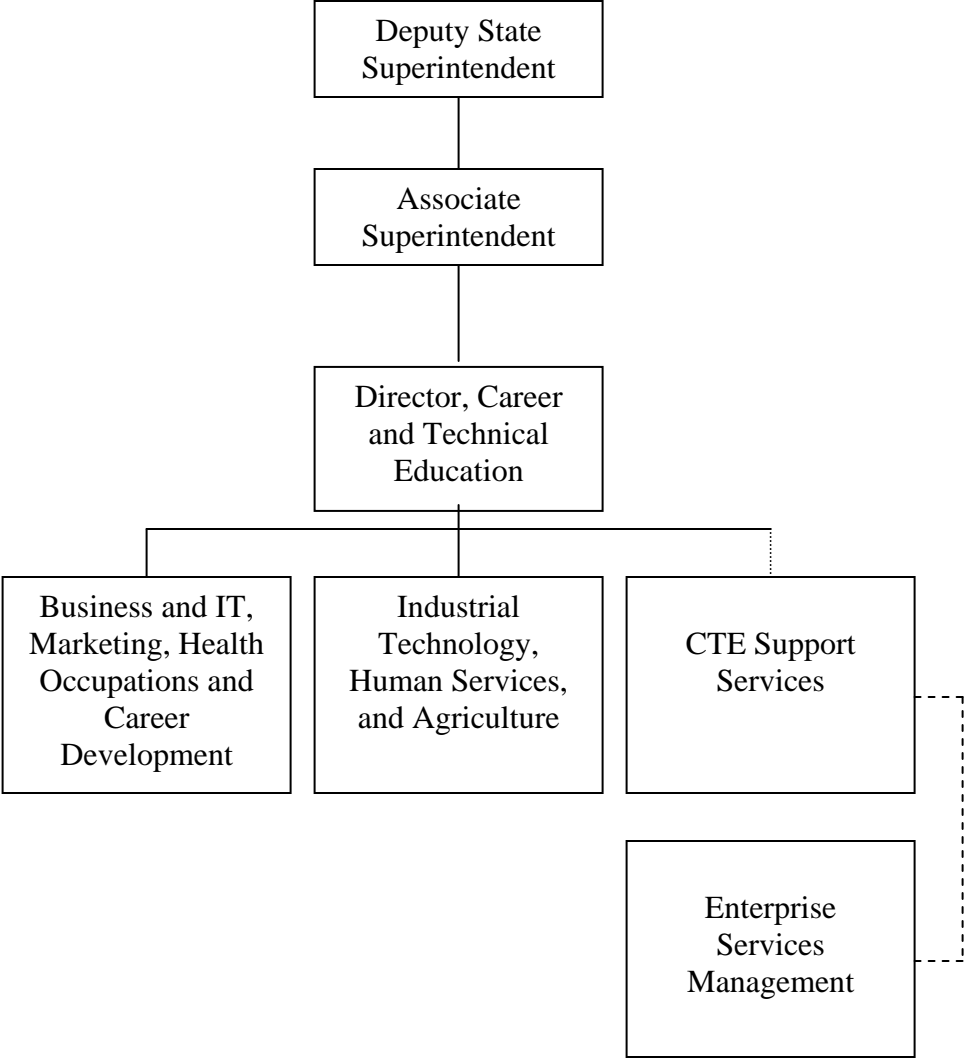 Deputy State
Superintendent
Associate
Superintendent
Director, Career
and Technical
Education
Business and IT,
Marketing, Health
Occupations and
Career
Development
Industrial
Technology,
Human Services,
and Agriculture
CTE Support
Services
Enterprise
Services
Management